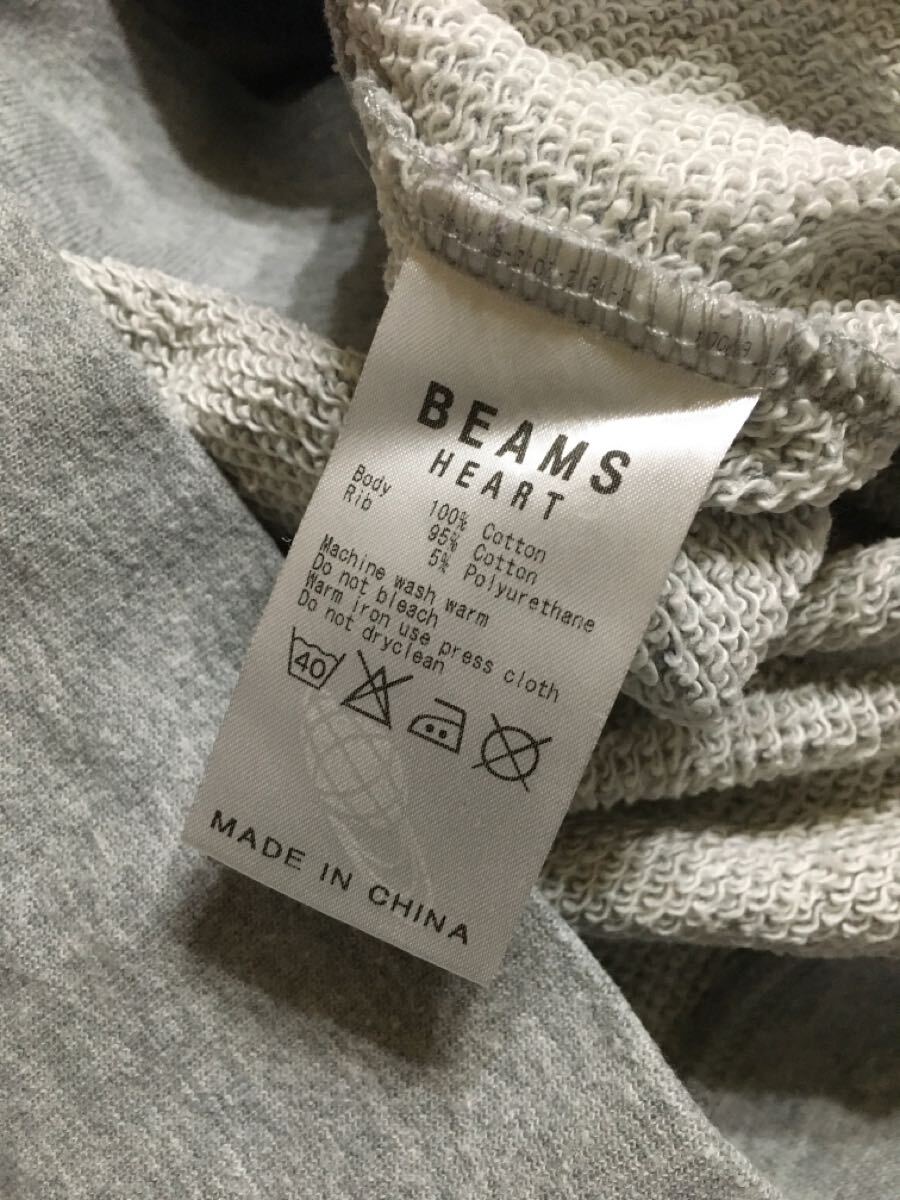 BEAMS
HEART
Body 100% Cotton
Rib 95% Cotton
5% Polyurethane
Machine wash warm
Do not bleach
Warm iron use press cloth
Do not dryclean
40
MADE IN CHINA